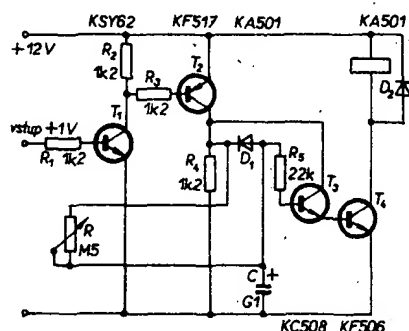 KSY62 KF517 KA501 KA501
+12V
R2
1k2
R3
1k2
T2
T1
D2
vstup +1V
R1 1k2
R4
1k2
D1
R5
22k
T3
T4
R
M5
C +
G1
KC508 KF506